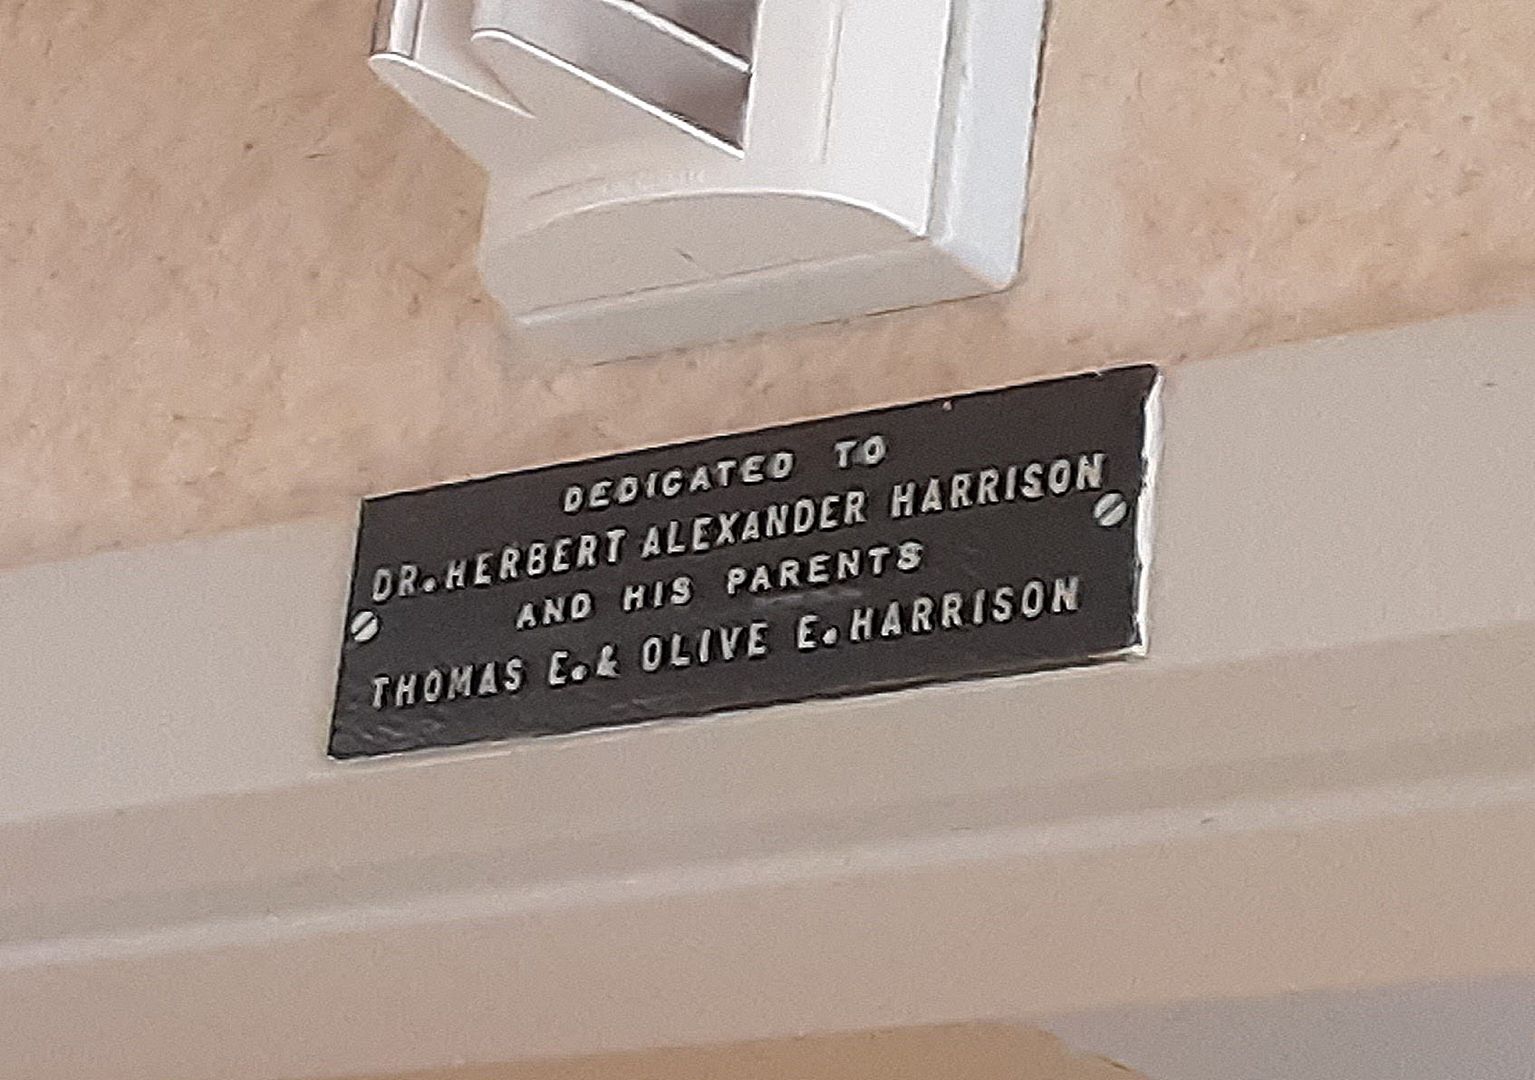 DEDICATED TO
DR. HERBERT ALEXANDER HARRISON
AND HIS PARENTS
THOMAS E. & OLIVE E. HARRISON